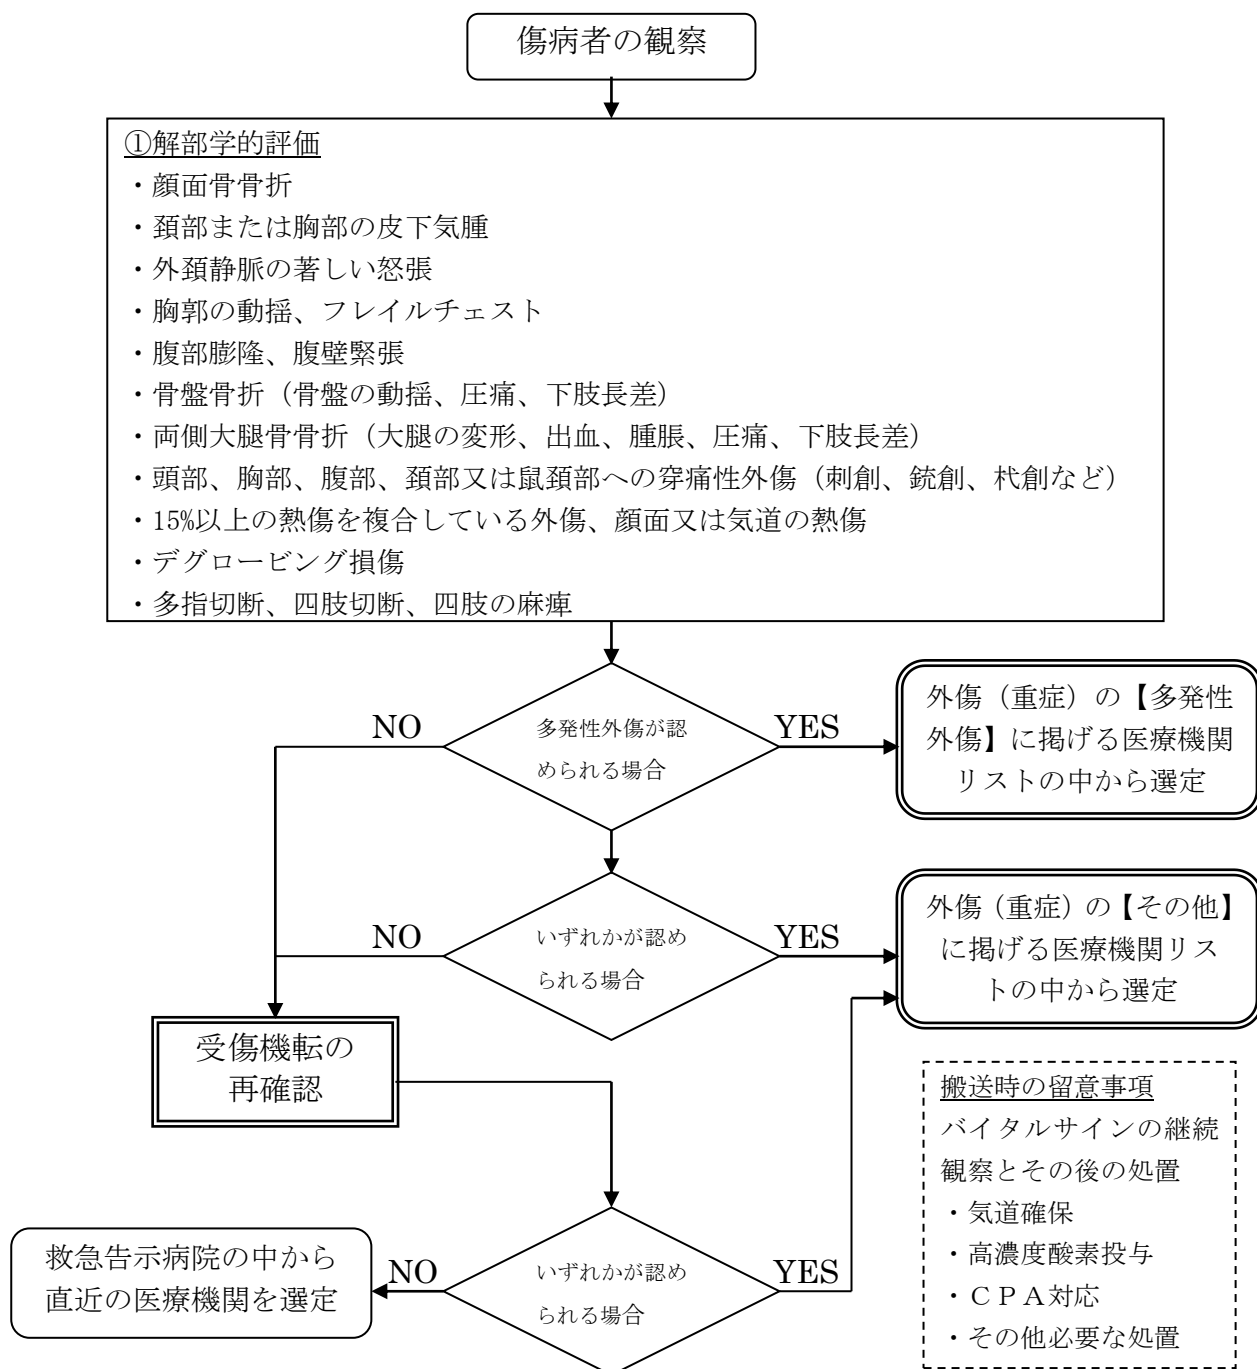 傷病者の観察
①解部学的評価
・顔面骨骨折
・頚部または胸部の皮下気腫
・外頚静脈の著しい怒張
・胸郭の動揺、フレイルチェスト
・腹部膨隆、腹壁緊張
・骨盤骨折（骨盤の動揺、圧痛、下肢長差）
・両側大腿骨骨折（大腿の変形、出血、腫脹、圧痛、下肢長差）
・頭部、胸部、腹部、頚部又は鼠頚部への穿痛性外傷（刺創、銃創、杙創など）
・15%以上の熱傷を複合している外傷、顔面又は気道の熱傷
・デグロービング損傷
・多指切断、四肢切断、四肢の麻痺
NO
多発性外傷が認
められる場合
YES
外傷（重症）の【多発性
外傷】に掲げる医療機関
リストの中から選定
NO
いずれかが認め
られる場合
YES
外傷（重症）の【その他】
に掲げる医療機関リス
トの中から選定
受傷機転の
再確認
搬送時の留意事項
バイタルサインの継続
観察とその後の処置
・気道確保
・高濃度酸素投与
・ＣＰＡ対応
・その他必要な処置
救急告示病院の中から
直近の医療機関を選定
NO
いずれかが認め
られる場合
YES